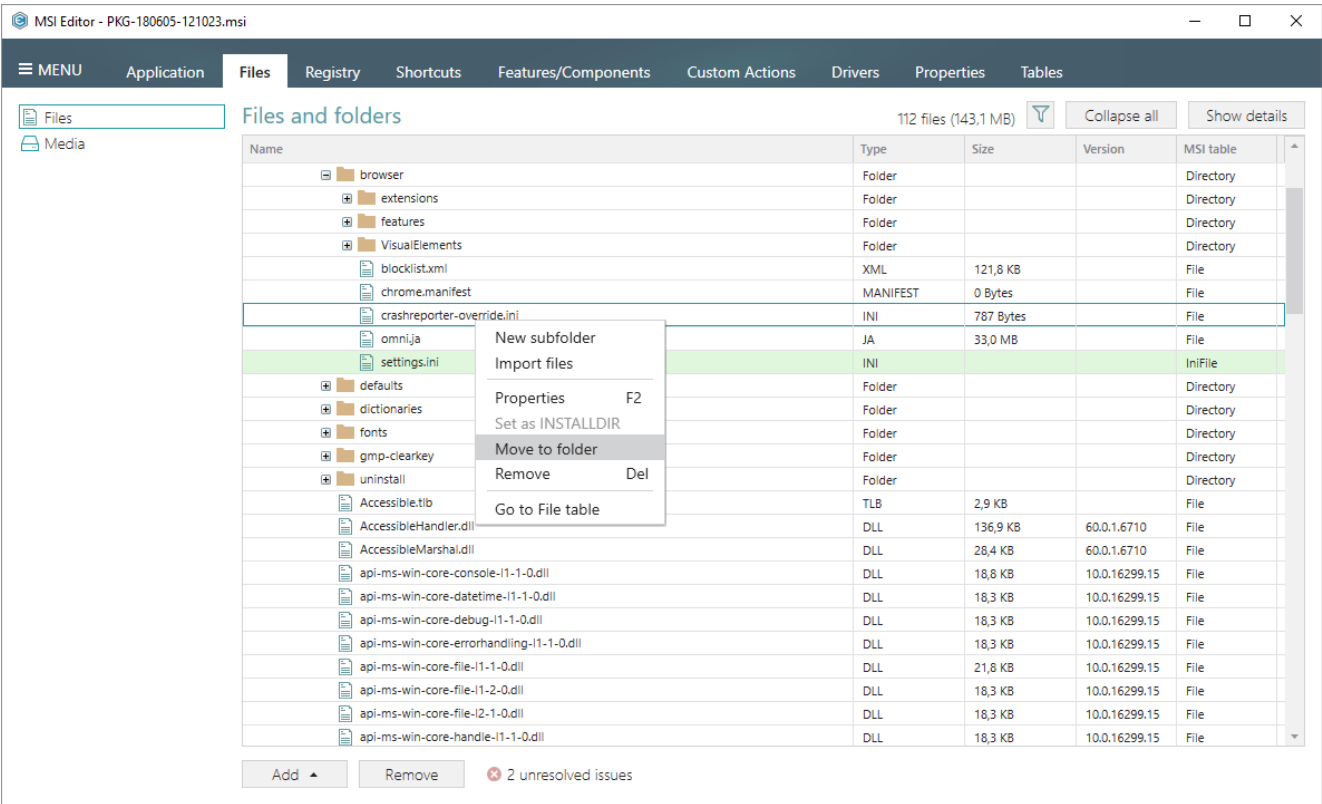 MSI Editor - PKG-180605-121023.msi
MENU Application Files Registry Shortcuts Features/Components Custom Actions Drivers Properties Tables
Files
Media
Files and folders 112 files (143,1 MB) Collapse all Show details
Name Type Size Version MSI table
browser Folder Directory
extensions Folder Directory
features Folder Directory
VisualElements Folder Directory
blocklist.xml XML 121,8 KB File
chrome.manifest MANIFEST 0 Bytes File
crashreporter-override.ini INI 787 Bytes File
omni.ja JA 33,0 MB File
settings.ini INI IniFile
defaults Folder Directory
dictionaries Folder Directory
fonts Folder Directory
gmp-clearkey Folder Directory
uninstall Folder Directory
Accessible.tlb TLB 2,9 KB File
AccessibleHandler.dll DLL 136,9 KB 60.0.1.6710 File
AccessibleMarshal.dll DLL 28,4 KB 60.0.1.6710 File
api-ms-win-core-console-l1-1-0.dll DLL 18,8 KB 10.0.16299.15 File
api-ms-win-core-datetime-l1-1-0.dll DLL 18,3 KB 10.0.16299.15 File
api-ms-win-core-debug-l1-1-0.dll DLL 18,3 KB 10.0.16299.15 File
api-ms-win-core-errorhandling-l1-1-0.dll DLL 18,3 KB 10.0.16299.15 File
api-ms-win-core-file-l1-1-0.dll DLL 21,8 KB 10.0.16299.15 File
api-ms-win-core-file-l1-2-0.dll DLL 18,3 KB 10.0.16299.15 File
api-ms-win-core-file-l2-1-0.dll DLL 18,3 KB 10.0.16299.15 File
api-ms-win-core-handle-l1-1-0.dll DLL 18,3 KB 10.0.16299.15 File
New subfolder
Import files
Properties F2
Set as INSTALLDIR
Move to folder
Remove Del
Go to File table
Add Remove 2 unresolved issues